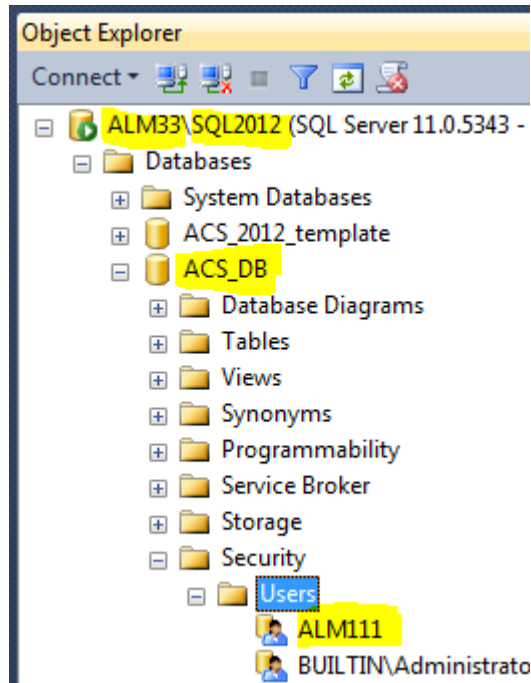 Object Explorer
Connect
ALM33\SQL2012 (SQL Server 11.0.5343 -
Databases
System Databases
ACS_2012_template
ACS_DB
Database Diagrams
Tables
Views
Synonyms
Programmability
Service Broker
Storage
Security
Users
ALM111
BUILTIN\Administrato